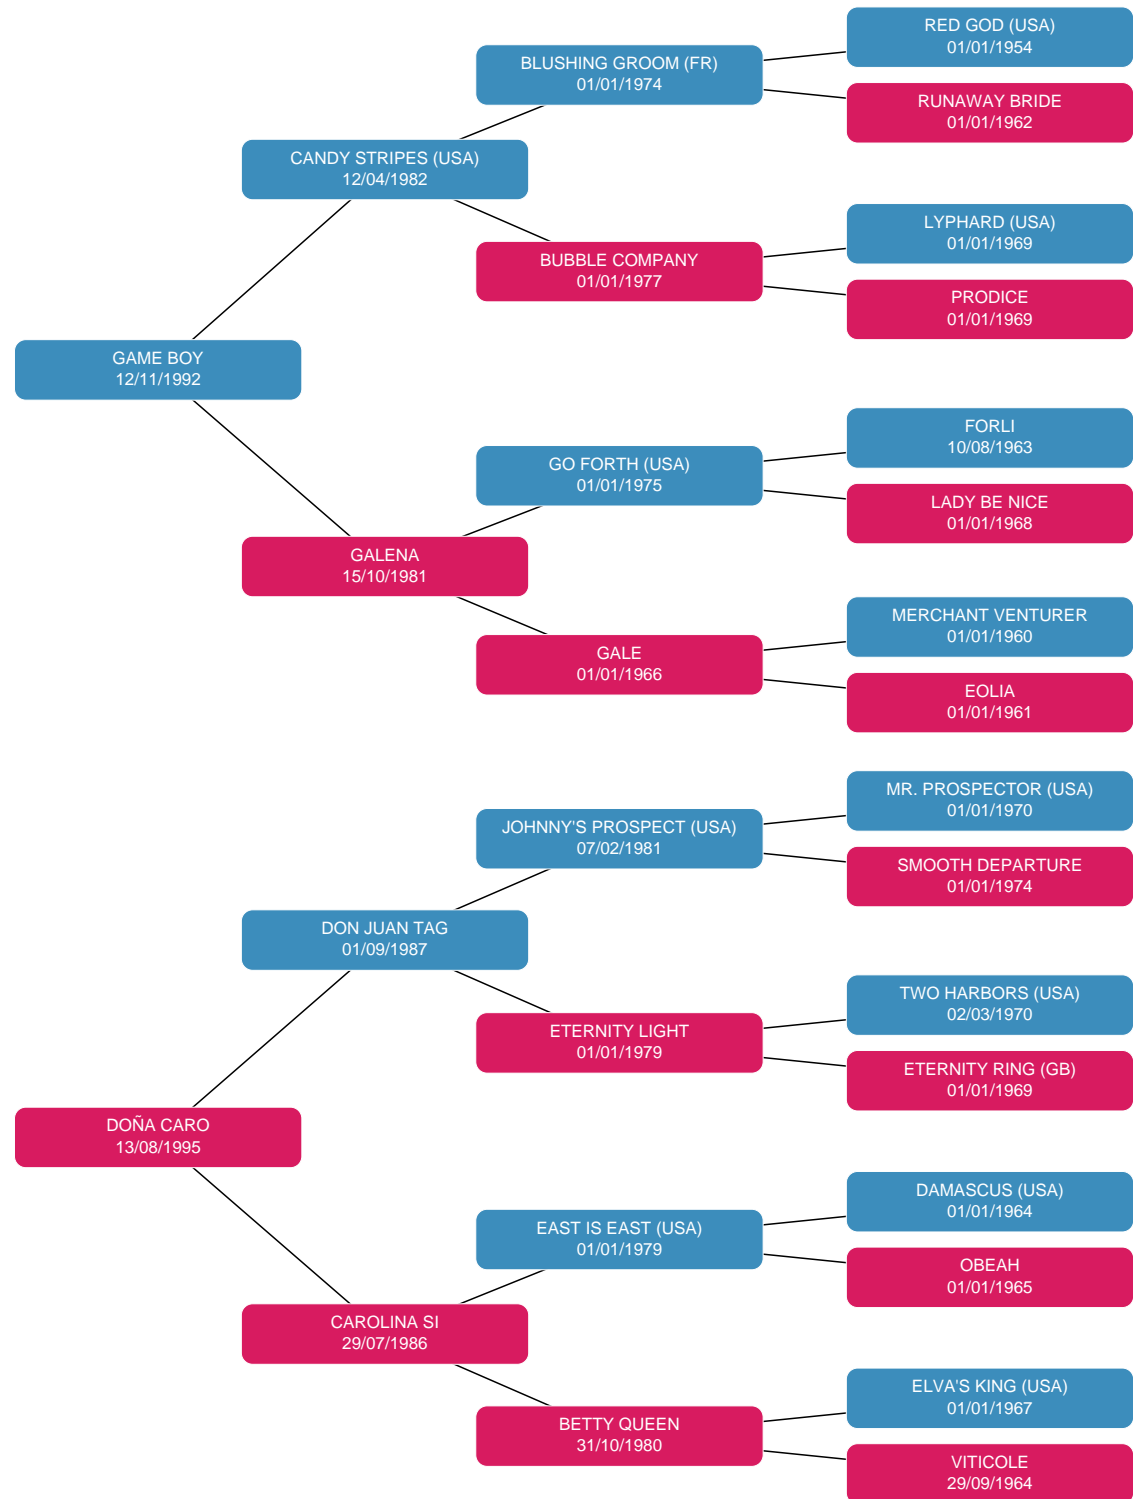 RED GOD (USA)
01/01/1954
BLUSHING GROOM (FR)
01/01/1974
RUNAWAY BRIDE
01/01/1962
CANDY STRIPES (USA)
12/04/1982
LYPHARD (USA)
01/01/1969
BUBBLE COMPANY
01/01/1977
PRODICE
01/01/1969
GAME BOY
12/11/1992
FORLI
10/08/1963
GO FORTH (USA)
01/01/1975
LADY BE NICE
01/01/1968
GALENA
15/10/1981
MERCHANT VENTURER
01/01/1960
GALE
01/01/1966
EOLIA
01/01/1961
MR. PROSPECTOR (USA)
01/01/1970
JOHNNY'S PROSPECT (USA)
07/02/1981
SMOOTH DEPARTURE
01/01/1974
DON JUAN TAG
01/09/1987
TWO HARBORS (USA)
02/03/1970
ETERNITY LIGHT
01/01/1979
ETERNITY RING (GB)
01/01/1969
DOÑA CARO
13/08/1995
DAMASCUS (USA)
01/01/1964
EAST IS EAST (USA)
01/01/1979
OBEAH
01/01/1965
CAROLINA SI
29/07/1986
ELVA'S KING (USA)
01/01/1967
BETTY QUEEN
31/10/1980
VITICOLE
29/09/1964